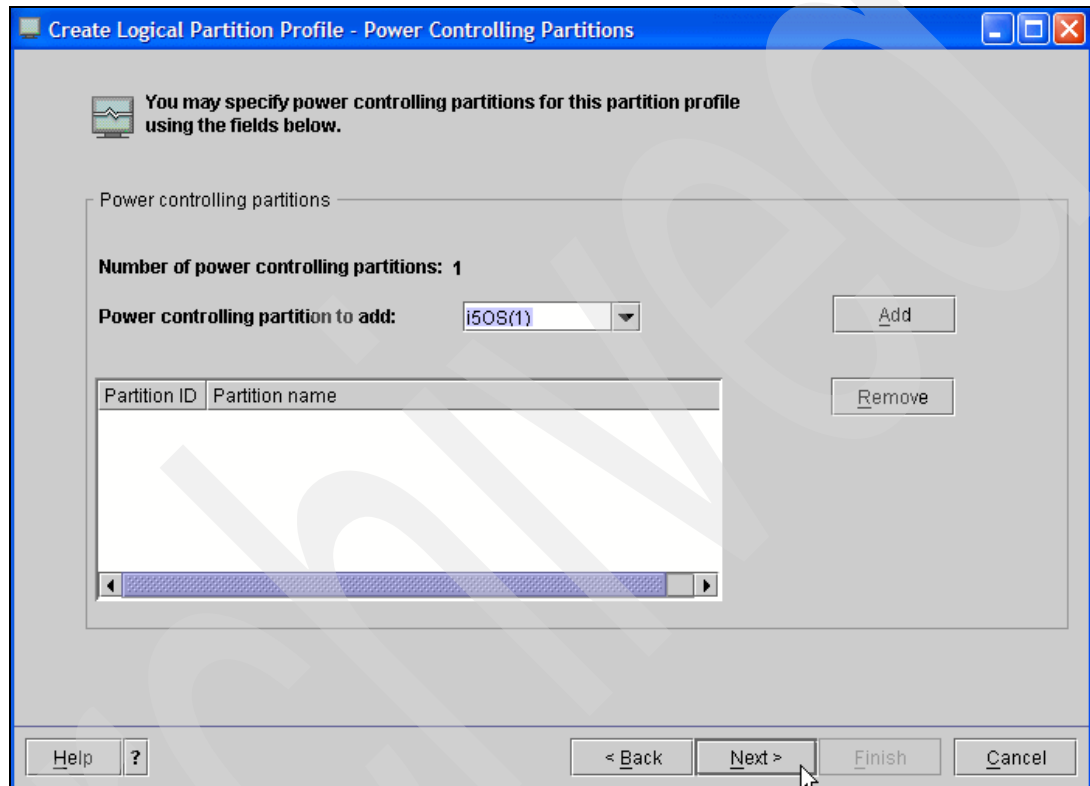 Create Logical Partition Profile - Power Controlling Partitions
You may specify power controlling partitions for this partition profile
using the fields below.
Power controlling partitions
Number of power controlling partitions: 1
Power controlling partition to add: i5OS(1) Add
Partition ID Partition name Remove
Help ? < Back Next > Finish Cancel